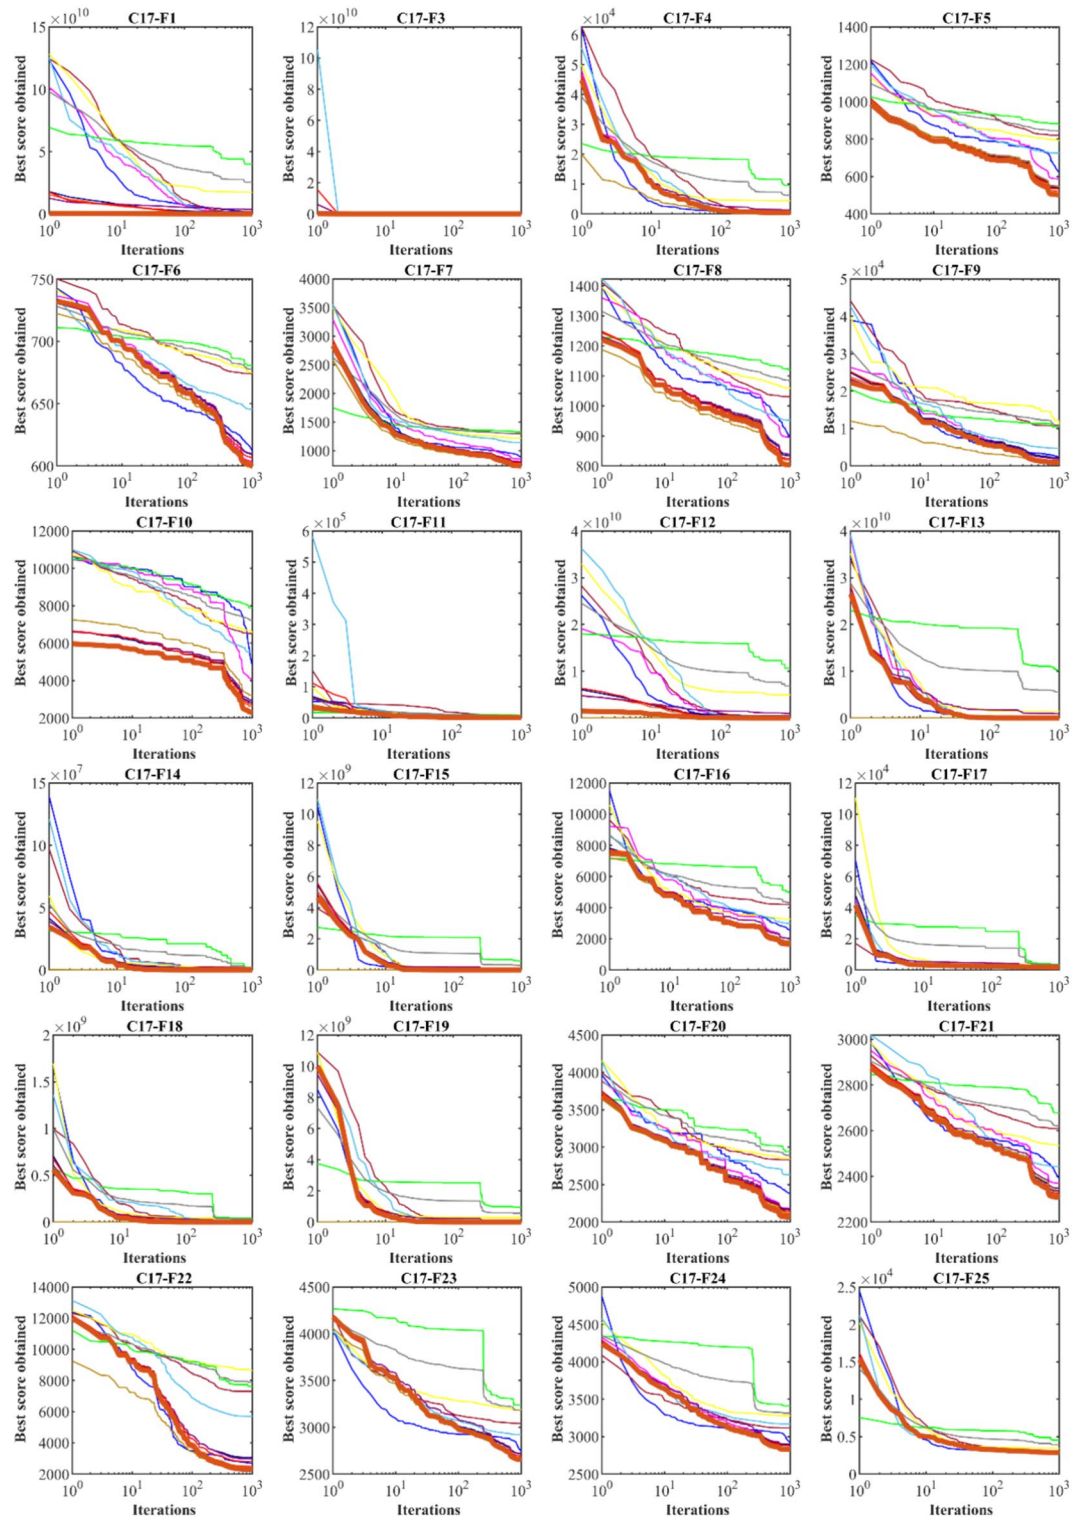 C17-F1
×10^10
Best score obtained
15
10
5
0
10^0 10^1 10^2 10^3
Iterations
C17-F3
×10^10
Best score obtained
12
10
8
6
4
2
0
10^0 10^1 10^2 10^3
Iterations
C17-F4
×10^4
Best score obtained
6
5
4
3
2
1
0
10^0 10^1 10^2 10^3
Iterations
C17-F5
Best score obtained
1400
1200
1000
800
600
400
10^0 10^1 10^2 10^3
Iterations
C17-F6
Best score obtained
750
700
650
600
10^0 10^1 10^2 10^3
Iterations
C17-F7
Best score obtained
4000
3500
3000
2500
2000
1500
1000
10^0 10^1 10^2 10^3
Iterations
C17-F8
Best score obtained
1400
1300
1200
1100
1000
900
800
10^0 10^1 10^2 10^3
Iterations
C17-F9
×10^4
Best score obtained
5
4
3
2
1
0
10^0 10^1 10^2 10^3
Iterations
C17-F10
Best score obtained
12000
10000
8000
6000
4000
2000
10^0 10^1 10^2 10^3
Iterations
C17-F11
×10^5
Best score obtained
6
5
4
3
2
1
0
10^0 10^1 10^2 10^3
Iterations
C17-F12
×10^10
Best score obtained
4
3
2
1
0
10^0 10^1 10^2 10^3
Iterations
C17-F13
×10^10
Best score obtained
4
3
2
1
0
10^0 10^1 10^2 10^3
Iterations
C17-F14
×10^7
Best score obtained
15
10
5
0
10^0 10^1 10^2 10^3
Iterations
C17-F15
×10^9
Best score obtained
12
10
8
6
4
2
0
10^0 10^1 10^2 10^3
Iterations
C17-F16
Best score obtained
12000
10000
8000
6000
4000
2000
0
10^0 10^1 10^2 10^3
Iterations
C17-F17
×10^4
Best score obtained
12
10
8
6
4
2
0
10^0 10^1 10^2 10^3
Iterations
C17-F18
×10^9
Best score obtained
2
1.5
1
0.5
0
10^0 10^1 10^2 10^3
Iterations
C17-F19
×10^9
Best score obtained
12
10
8
6
4
2
0
10^0 10^1 10^2 10^3
Iterations
C17-F20
Best score obtained
4500
4000
3500
3000
2500
2000
10^0 10^1 10^2 10^3
Iterations
C17-F21
Best score obtained
3000
2800
2600
2400
2200
10^0 10^1 10^2 10^3
Iterations
C17-F22
Best score obtained
14000
12000
10000
8000
6000
4000
2000
10^0 10^1 10^2 10^3
Iterations
C17-F23
Best score obtained
4500
4000
3500
3000
2500
10^0 10^1 10^2 10^3
Iterations
C17-F24
Best score obtained
5000
4500
4000
3500
3000
2500
10^0 10^1 10^2 10^3
Iterations
C17-F25
×10^4
Best score obtained
2.5
2
1.5
1
0.5
0
10^0 10^1 10^2 10^3
Iterations